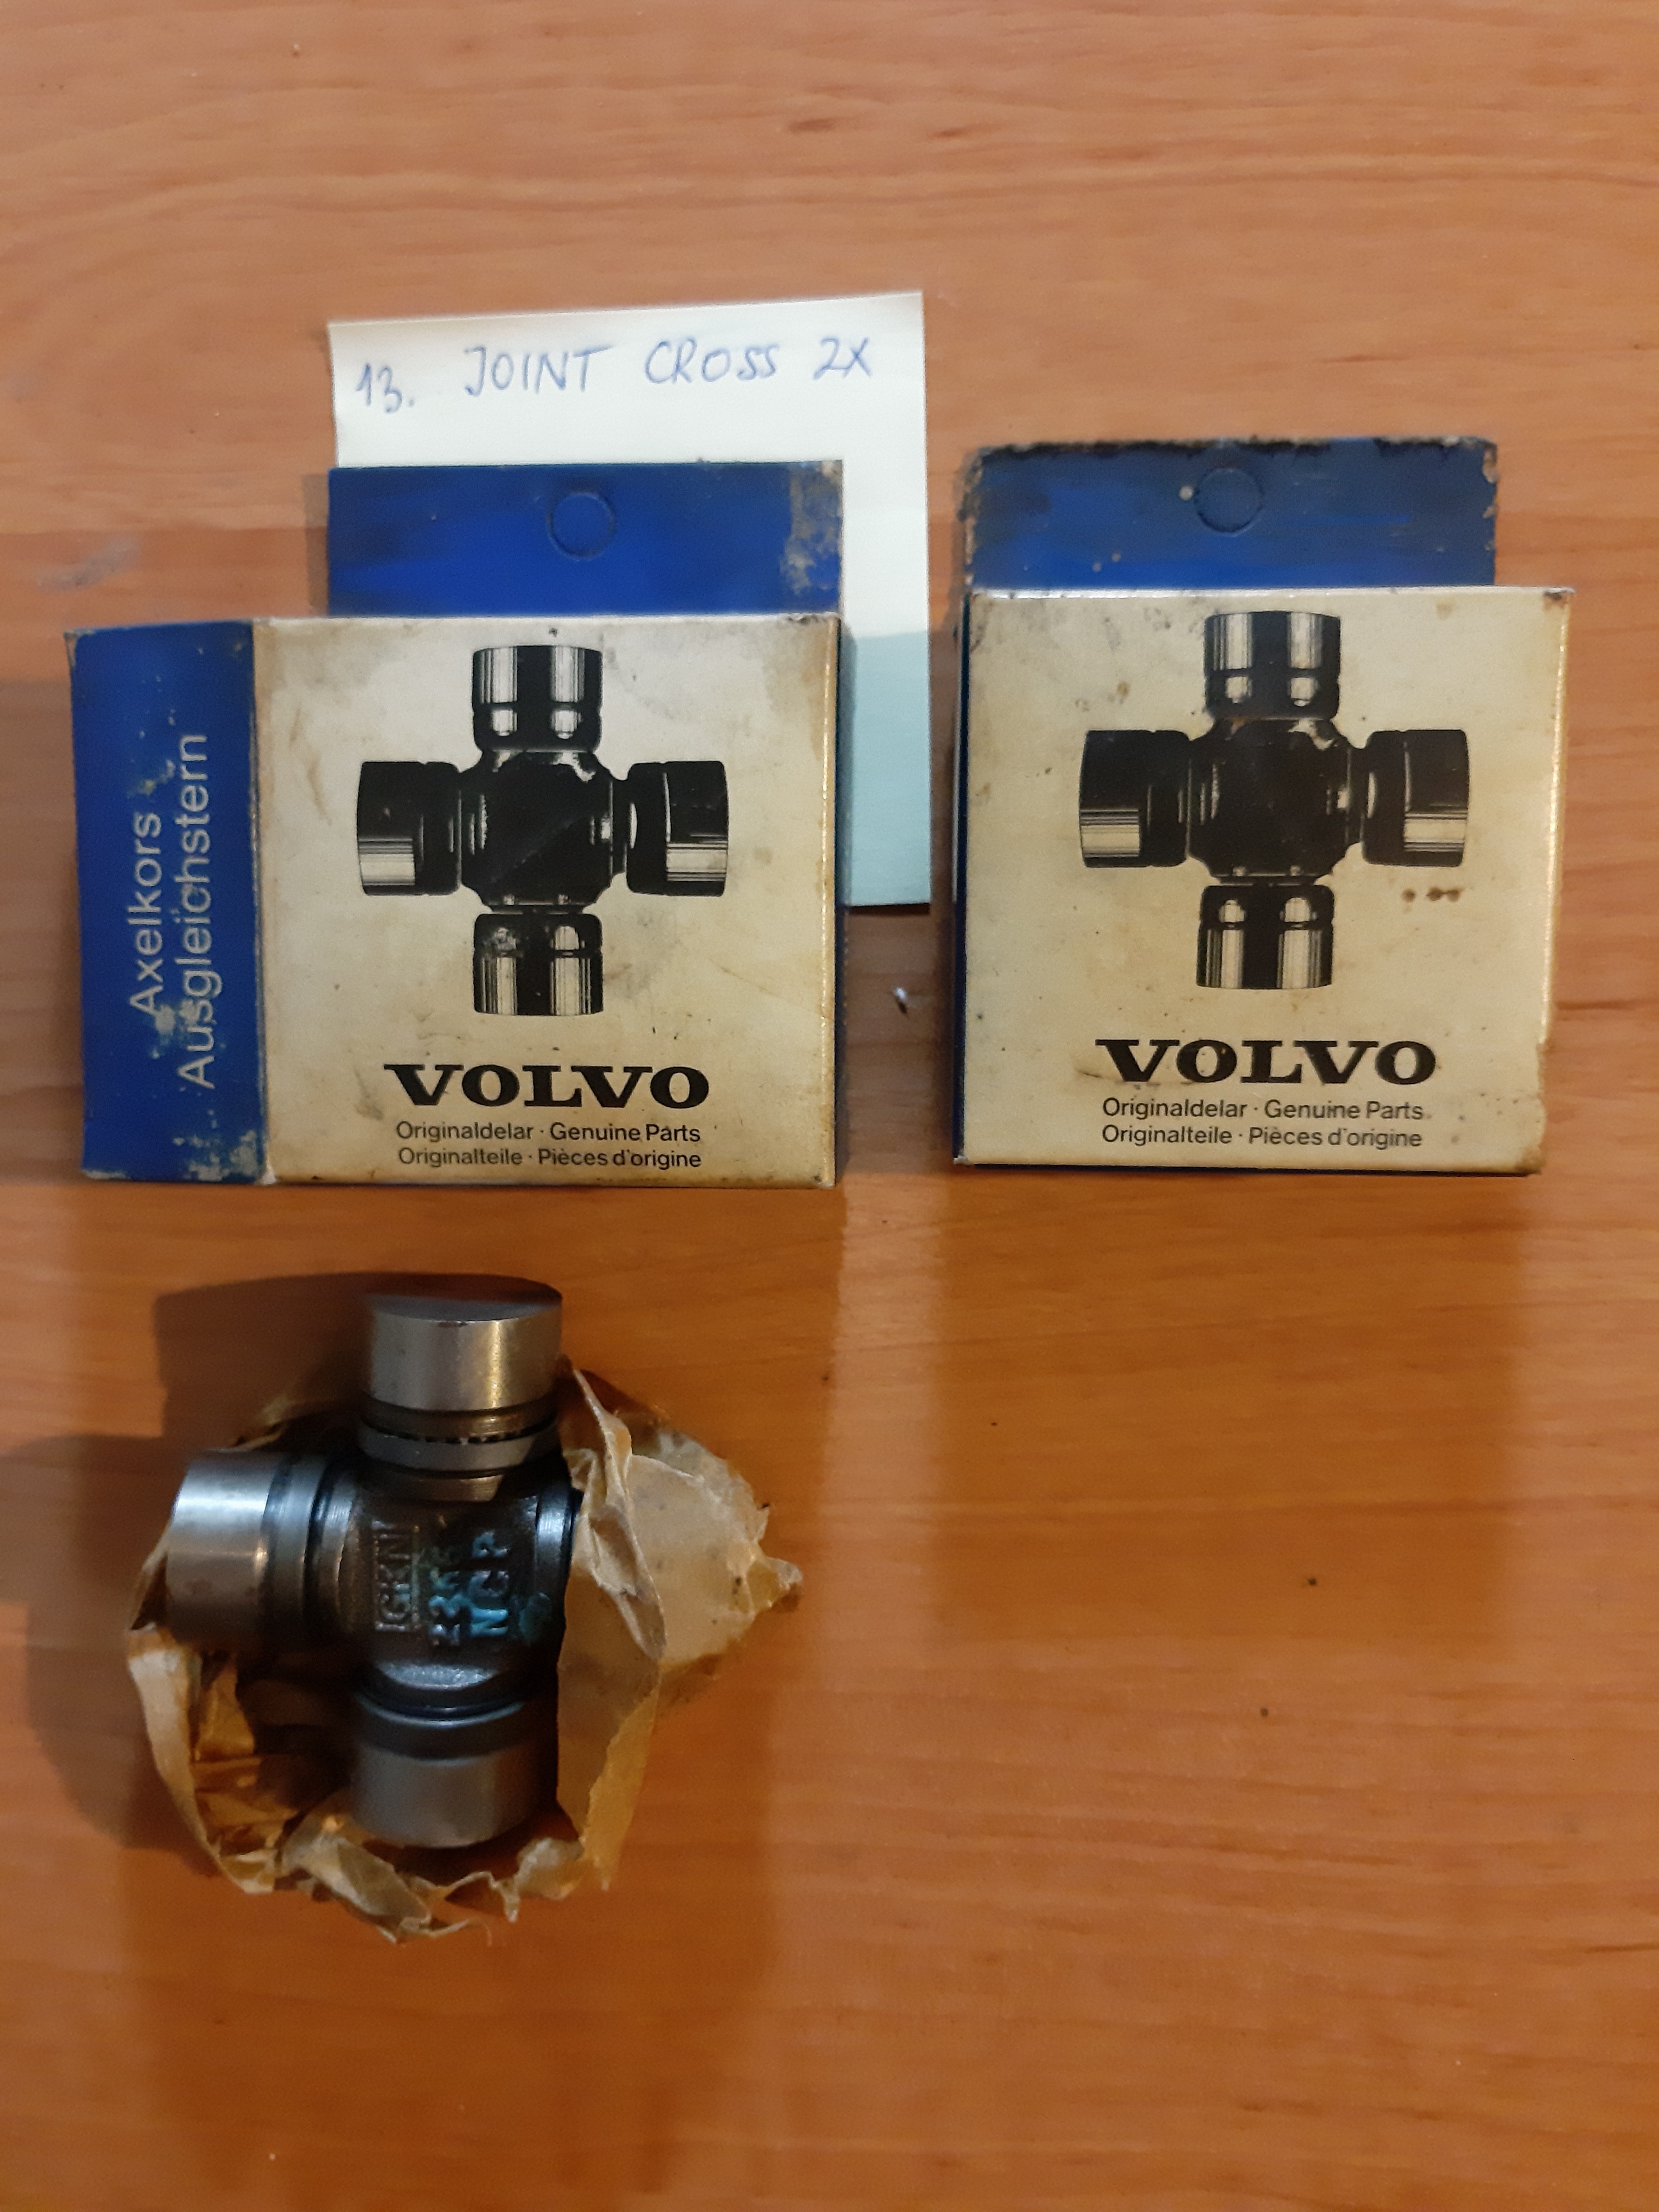 13. JOINT CROSS 2X
Axelkors
Ausgleichstern
VOLVO
Originaldelar · Genuine Parts
Originalteile · Pièces d'origine
VOLVO
Originaldelar · Genuine Parts
Originalteile · Pièces d'origine
GKN